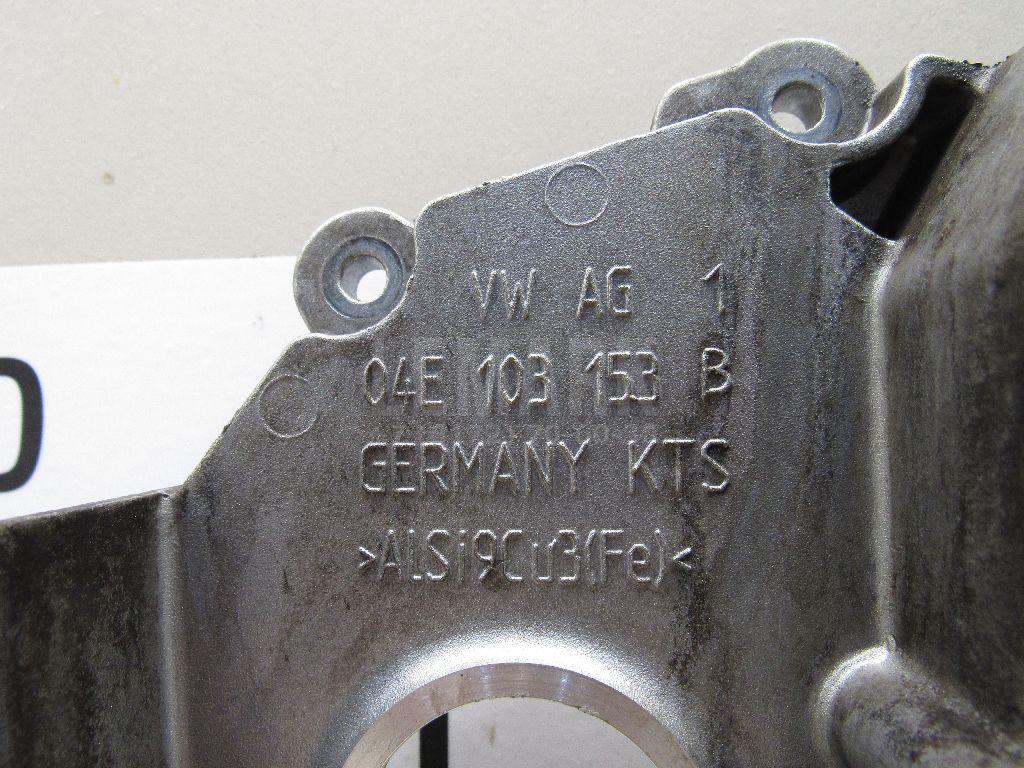 VW AG 1
04E 103 153 B
GERMANY KTS
>ALSi9Cu3(Fe)<